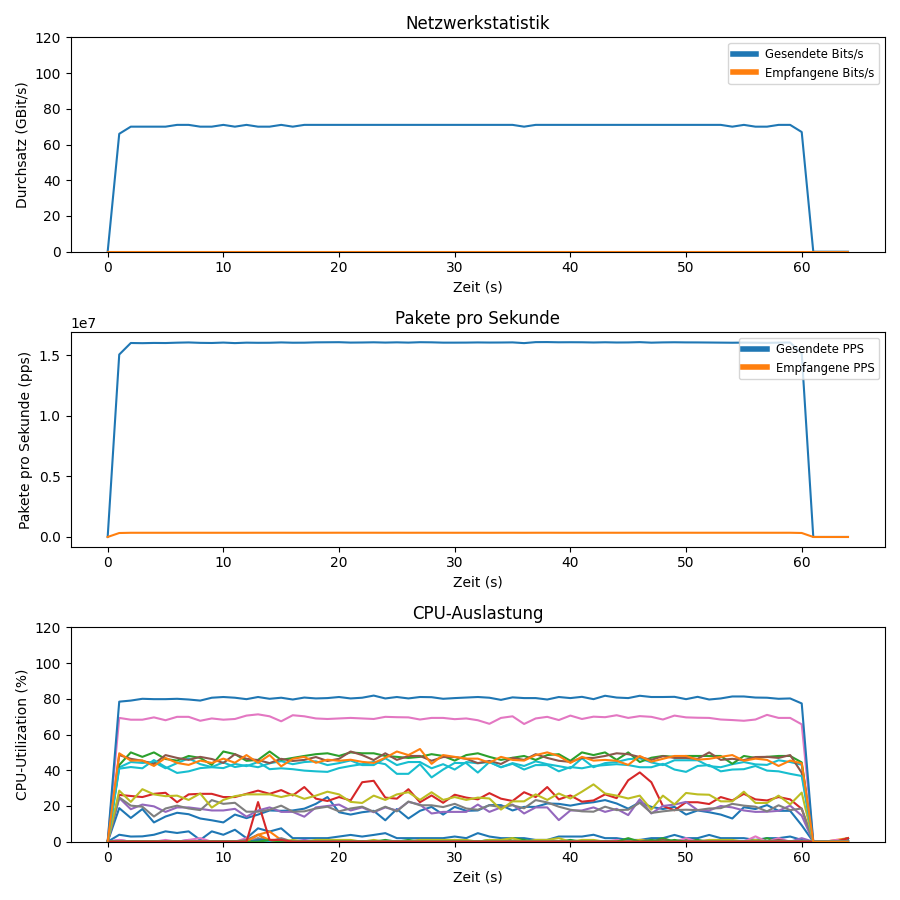 Netzwerkstatistik
120
100
80
60
40
20
0
Durchsatz (GBit/s)
Gesendete Bits/s
Empfangene Bits/s
0 10 20 30 40 50 60
Zeit (s)
Pakete pro Sekunde
1e7
1.5
1.0
0.5
0.0
Pakete pro Sekunde (pps)
Gesendete PPS
Empfangene PPS
0 10 20 30 40 50 60
Zeit (s)
CPU-Auslastung
120
100
80
60
40
20
0
CPU-Utilization (%)
0 10 20 30 40 50 60
Zeit (s)